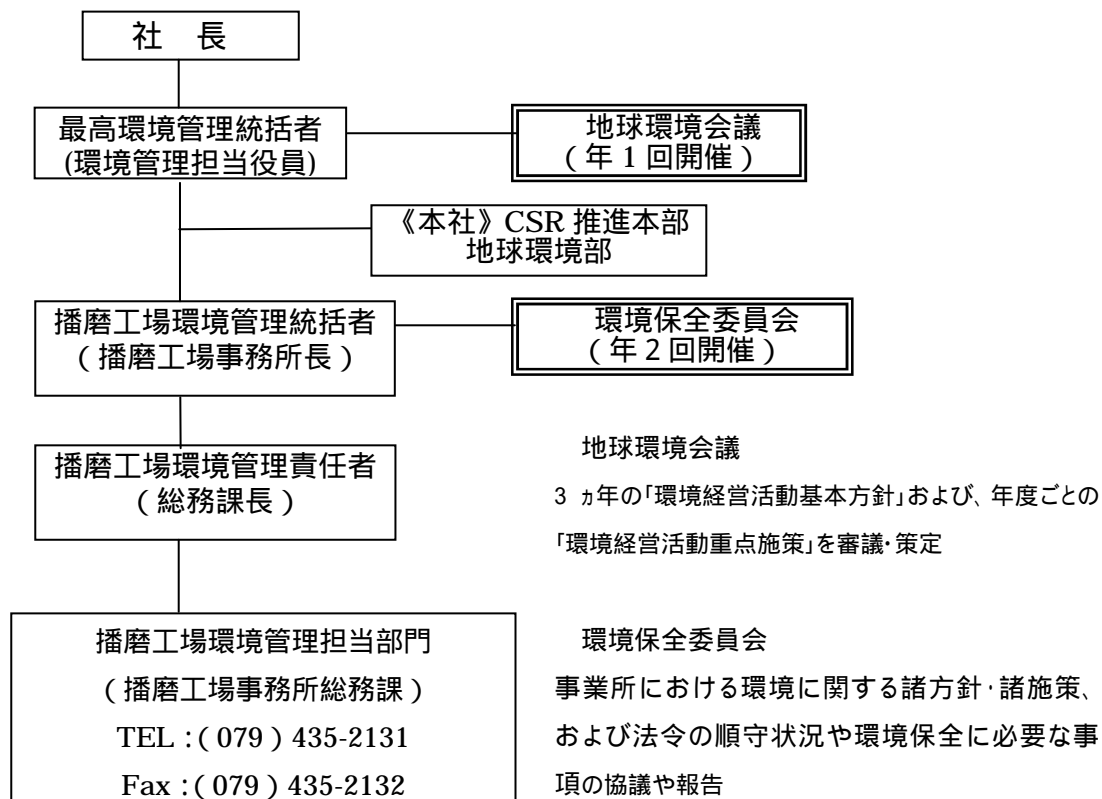 社 長
最高環境管理統括者
(環境管理担当役員)
地球環境会議
（年1回開催）
《本社》CSR 推進本部
地球環境部
播磨工場環境管理統括者
（播磨工場事務所長）
環境保全委員会
（年2回開催）
播磨工場環境管理責任者
（総務課長）
地球環境会議
3 ヵ年の「環境経営活動基本方針」および、年度ごとの
「環境経営活動重点施策」を審議・策定
播磨工場環境管理担当部門
（播磨工場事務所総務課）
TEL：（079）435-2131
Fax：（079）435-2132
環境保全委員会
事業所における環境に関する諸方針・諸施策、
および法令の順守状況や環境保全に必要な事
項の協議や報告